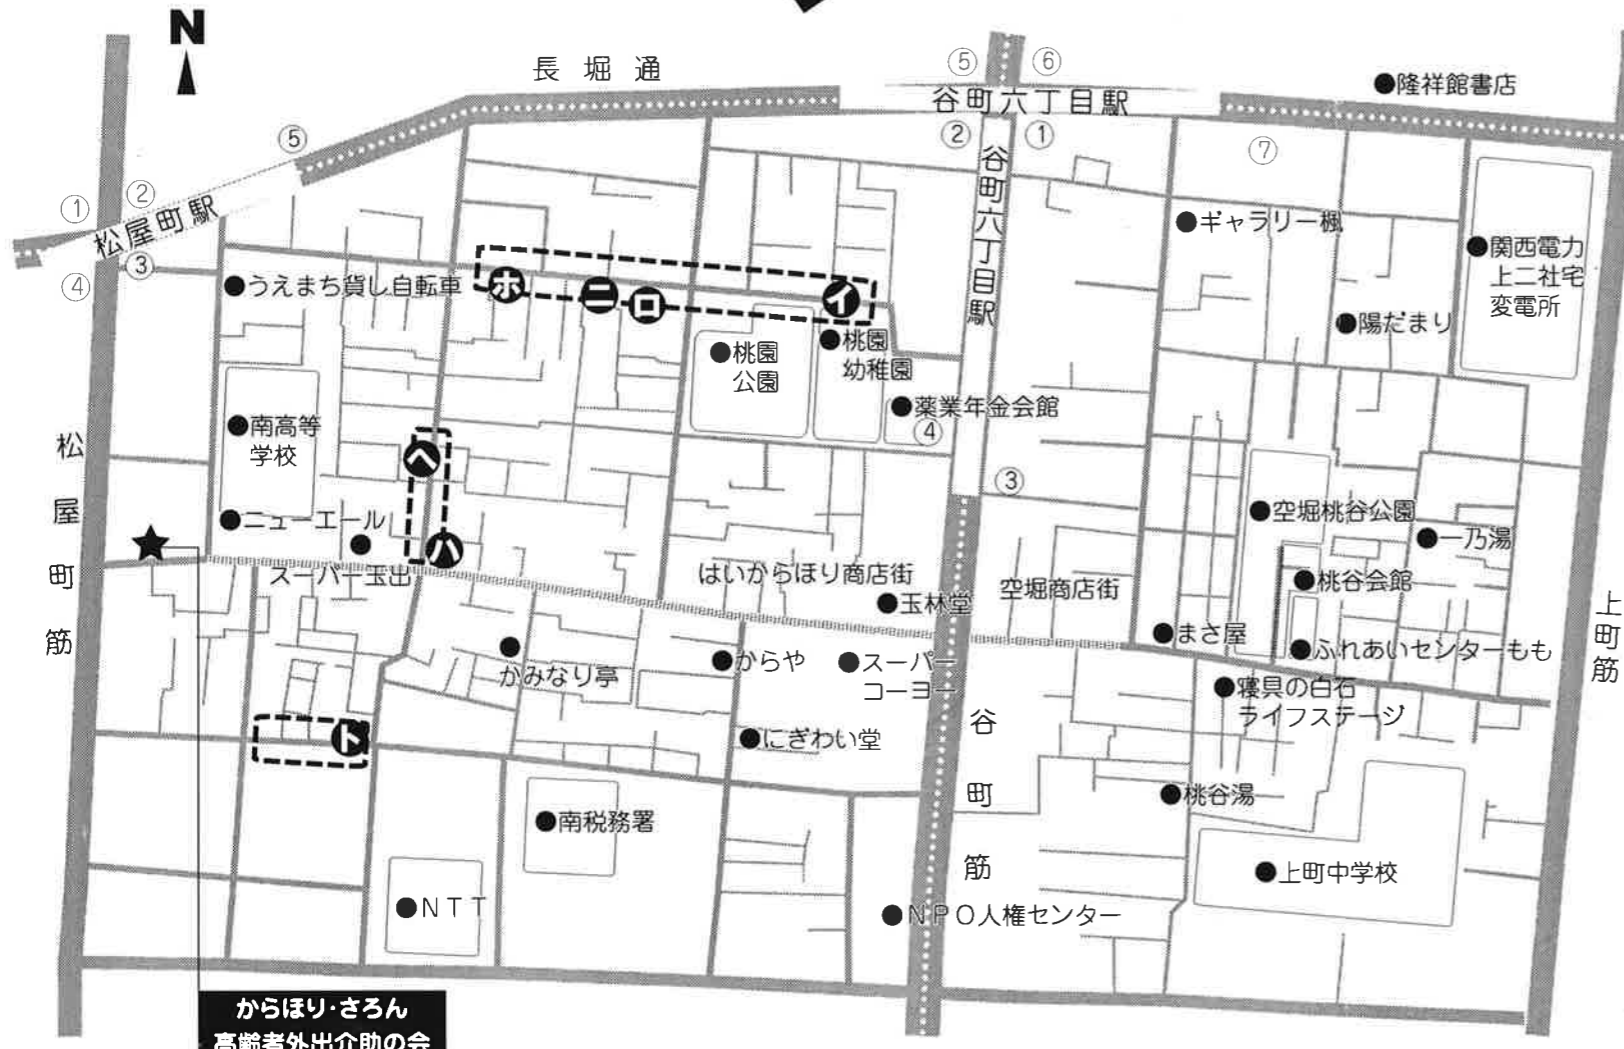 N
長堀通
⑤
⑥
谷町六丁目駅
②
①
⑦
隆祥館書店
⑤
①
②
松屋町駅
③
④
谷町六丁目駅
ギャラリー楓
関西電力
上二社宅
変電所
うえまち貸し自転車
ホ
ニ
ロ
イ
陽だまり
桃園
公園
桃園
幼稚園
薬業年金会館
④
南高等
学校
ヘ
③
松屋町筋
ニューエール
ハ
スーパー玉出
はいからほり商店街
玉林堂
空堀商店街
空堀桃谷公園
一乃湯
桃谷会館
まさ屋
ふれあいセンターもも
上町筋
かみなり亭
からや
スーパー
コーヨー
寝具の白石
ライフステージ
ト
にぎわい堂
谷町筋
桃谷湯
南税務署
上町中学校
NTT
NPO人権センター
からほり・さろん
高齢者外出介助の会